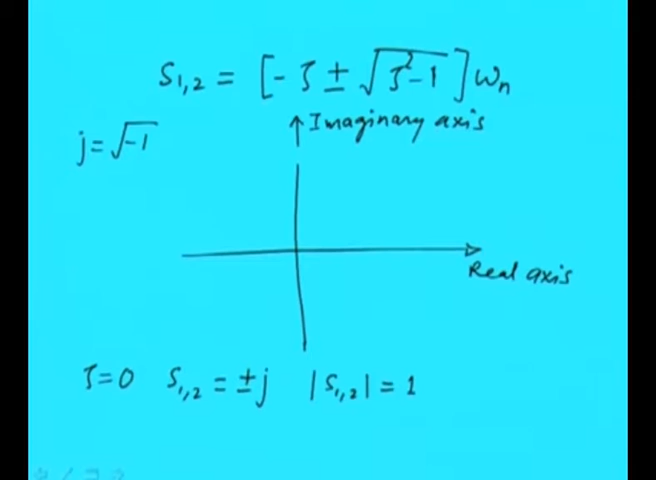 S₁,₂ = [-ζ ± √ζ²-1] ωₙ
Imaginary axis
j = √-1
Real axis
ζ=0 S₁,₂ = ±j |S₁,₂| = 1